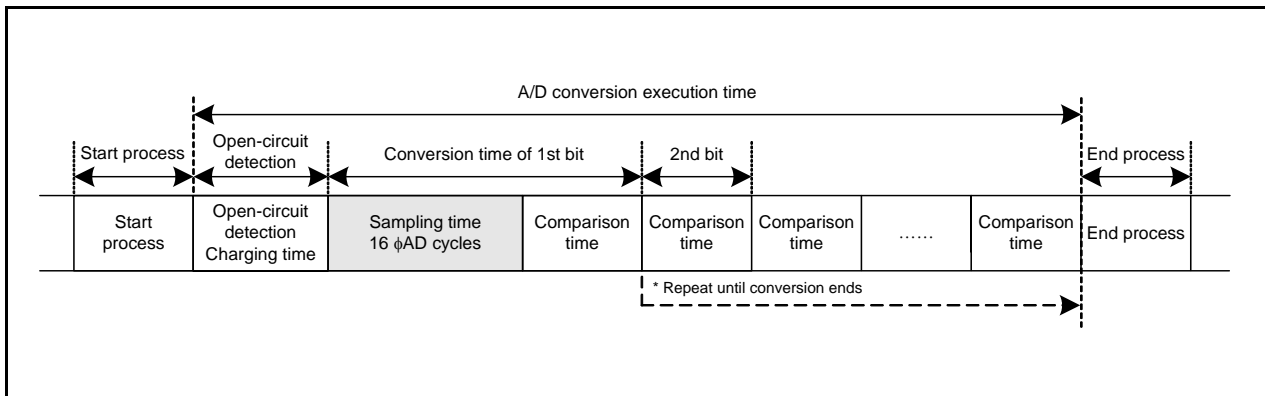 A/D conversion execution time
Start process
Open-circuit
detection
Conversion time of 1st bit
2nd bit
End process
Start
process
Open-circuit
detection
Charging time
Sampling time
16 ϕAD cycles
Comparison
time
Comparison
time
Comparison
time
......
Comparison
time
End process
* Repeat until conversion ends